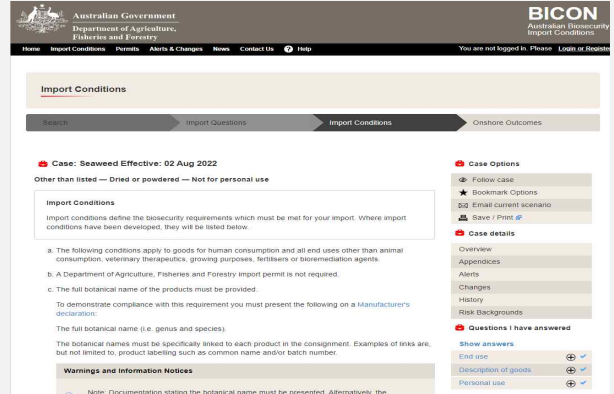 Australian Government
Department of Agriculture,
Fisheries and Forestry
BICON
Australian Biosecurity
Import Conditions
Home Import Conditions Permits Alerts & Changes News Contact Us ? Help You are not logged in. Please Login or Register
Import Conditions
Search Import Questions Import Conditions Onshore Outcomes
Case: Seaweed Effective: 02 Aug 2022
Other than listed — Dried or powdered — Not for personal use
Import Conditions
Import conditions define the biosecurity requirements which must be met for your import. Where import
conditions have been developed, they will be listed below.
a. The following conditions apply to goods for human consumption and all end uses other than animal
consumption, veterinary therapeutics, growing purposes, fertilisers or bioremediation agents.
b. A Department of Agriculture, Fisheries and Forestry import permit is not required.
c. The full botanical name of the products must be provided.
To demonstrate compliance with this requirement you must present the following on a Manufacturer's
declaration:
The full botanical name (i.e. genus and species).
The botanical names must be specifically linked to each product in the consignment. Examples of links are,
but not limited to, product labelling such as common name and/or batch number.
Warnings and Information Notices
Note: Documentation stating the botanical name must be presented. Alternatively, the
Case Options
Follow case
Bookmark Options
Email current scenario
Save / Print
Case details
Overview
Appendices
Alerts
Changes
History
Risk Backgrounds
Questions I have answered
Show answers
End use
Description of goods
Personal use